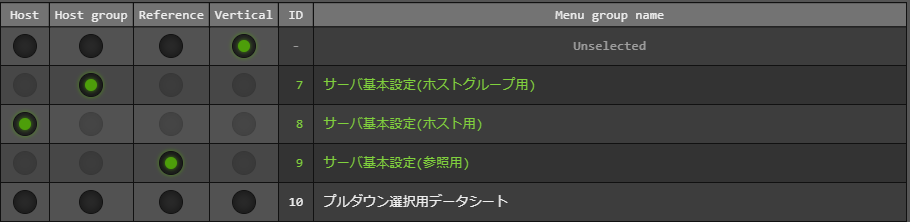 Host Host group Reference Vertical ID Menu group name
- Unselected
7 サーバ基本設定(ホストグループ用)
8 サーバ基本設定(ホスト用)
9 サーバ基本設定(参照用)
10 プルダウン選択用データシート